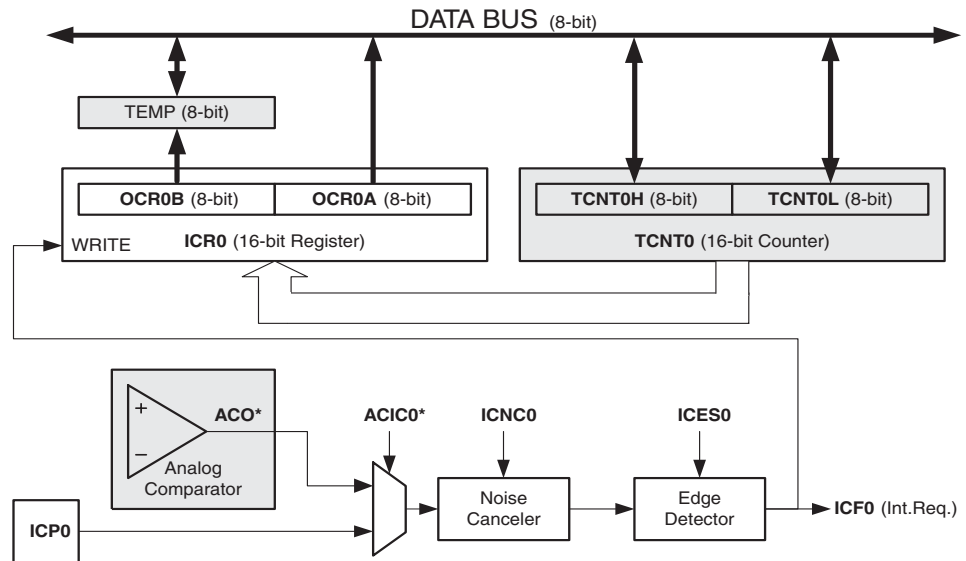 DATA BUS (8-bit)
TEMP (8-bit)
OCR0B (8-bit) OCR0A (8-bit)
TCNT0H (8-bit) TCNT0L (8-bit)
WRITE ICR0 (16-bit Register)
TCNT0 (16-bit Counter)
+
ACO*
ACIC0*
ICNC0
ICES0
−
Analog
Comparator
Noise
Canceler
Edge
Detector
ICF0 (Int.Req.)
ICP0